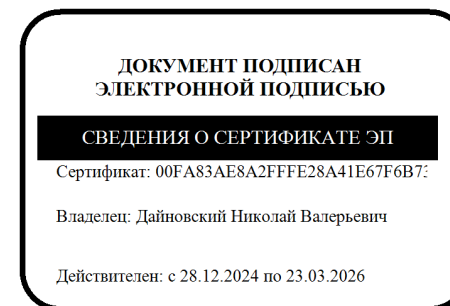 ДОКУМЕНТ ПОДПИСАН
ЭЛЕКТРОННОЙ ПОДПИСЬЮ
СВЕДЕНИЯ О СЕРТИФИКАТЕ ЭП
Сертификат: 00FA83AE8A2FFFE28A41E67F6B73
Владелец: Дайновский Николай Валерьевич
Действителен: с 28.12.2024 по 23.03.2026